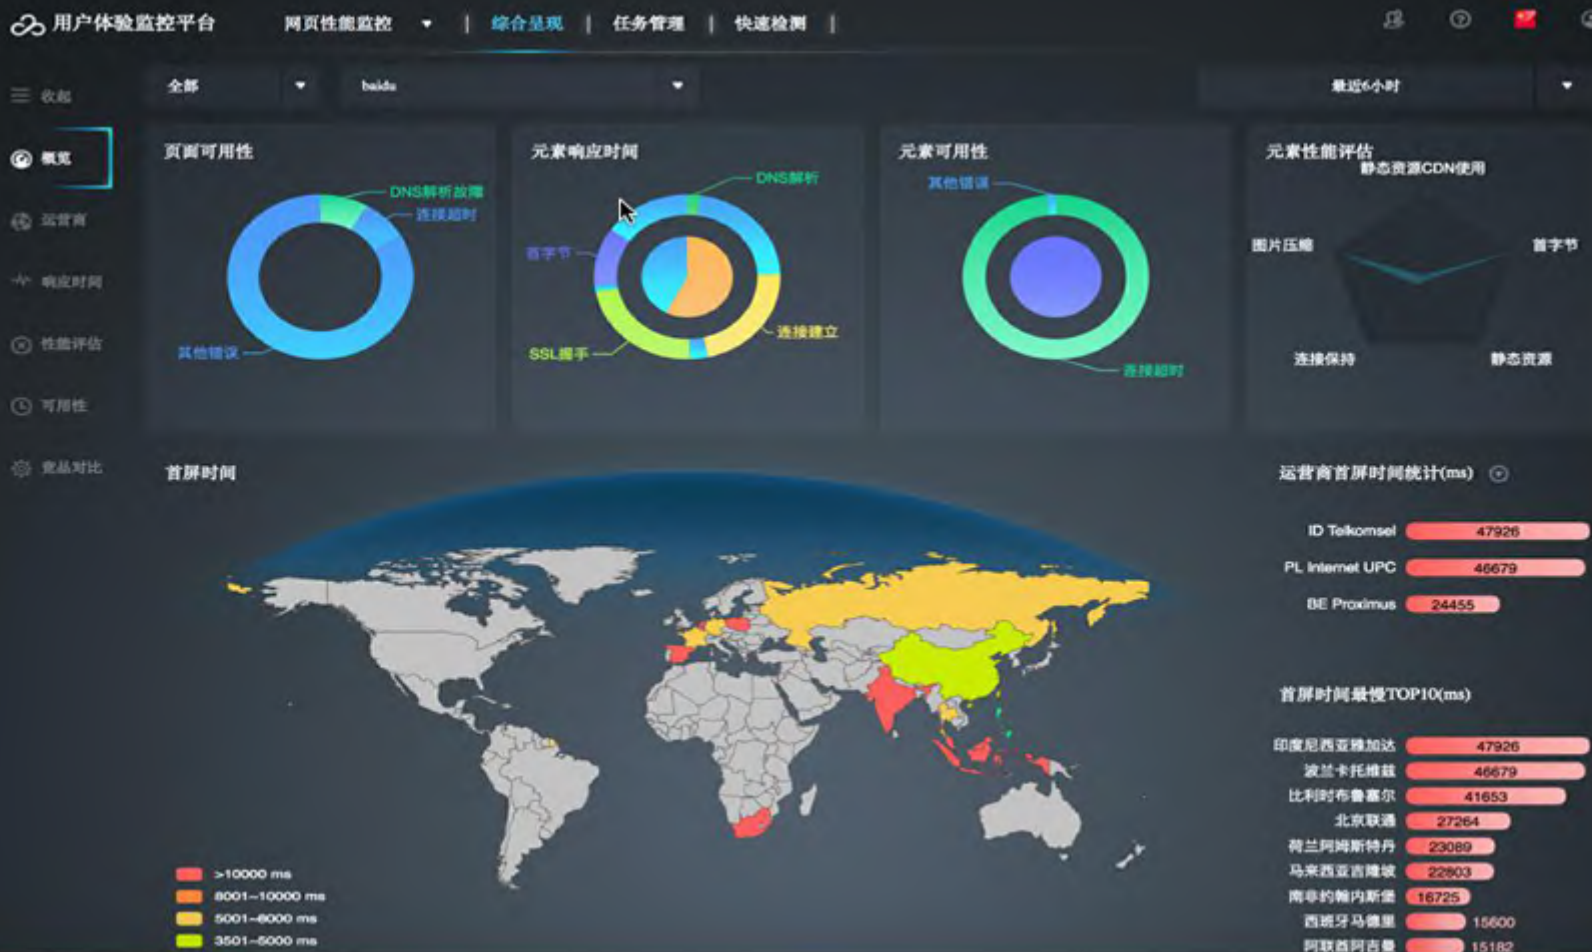 用户体验监控平台
网页性能监控 | 综合呈现 | 任务管理 | 快速检测 |
收起
全部
baidu
最近6小时
概览
运营商
响应时间
性能评估
可用性
竞品对比
页面可用性
DNS解析故障
连接超时
其他错误
元素响应时间
DNS解析
首字节
连接建立
SSL握手
元素可用性
其他错误
连接超时
元素性能评估
静态资源CDN使用
图片压缩
首字节
连接保持
静态资源
首屏时间
>10000 ms
8001~10000 ms
5001~8000 ms
3501~5000 ms
运营商首屏时间统计(ms)
ID Telkomsel 47926
PL Internet UPC 46679
BE Proximus 24455
首屏时间最慢TOP10(ms)
印度尼西亚雅加达 47926
波兰卡托维兹 46679
比利时布鲁塞尔 41653
北京联通 27264
荷兰阿姆斯特丹 23089
马来西亚吉隆坡 22803
南非约翰内斯堡 16725
西班牙马德里 15600
阿联酋阿吉曼 15182